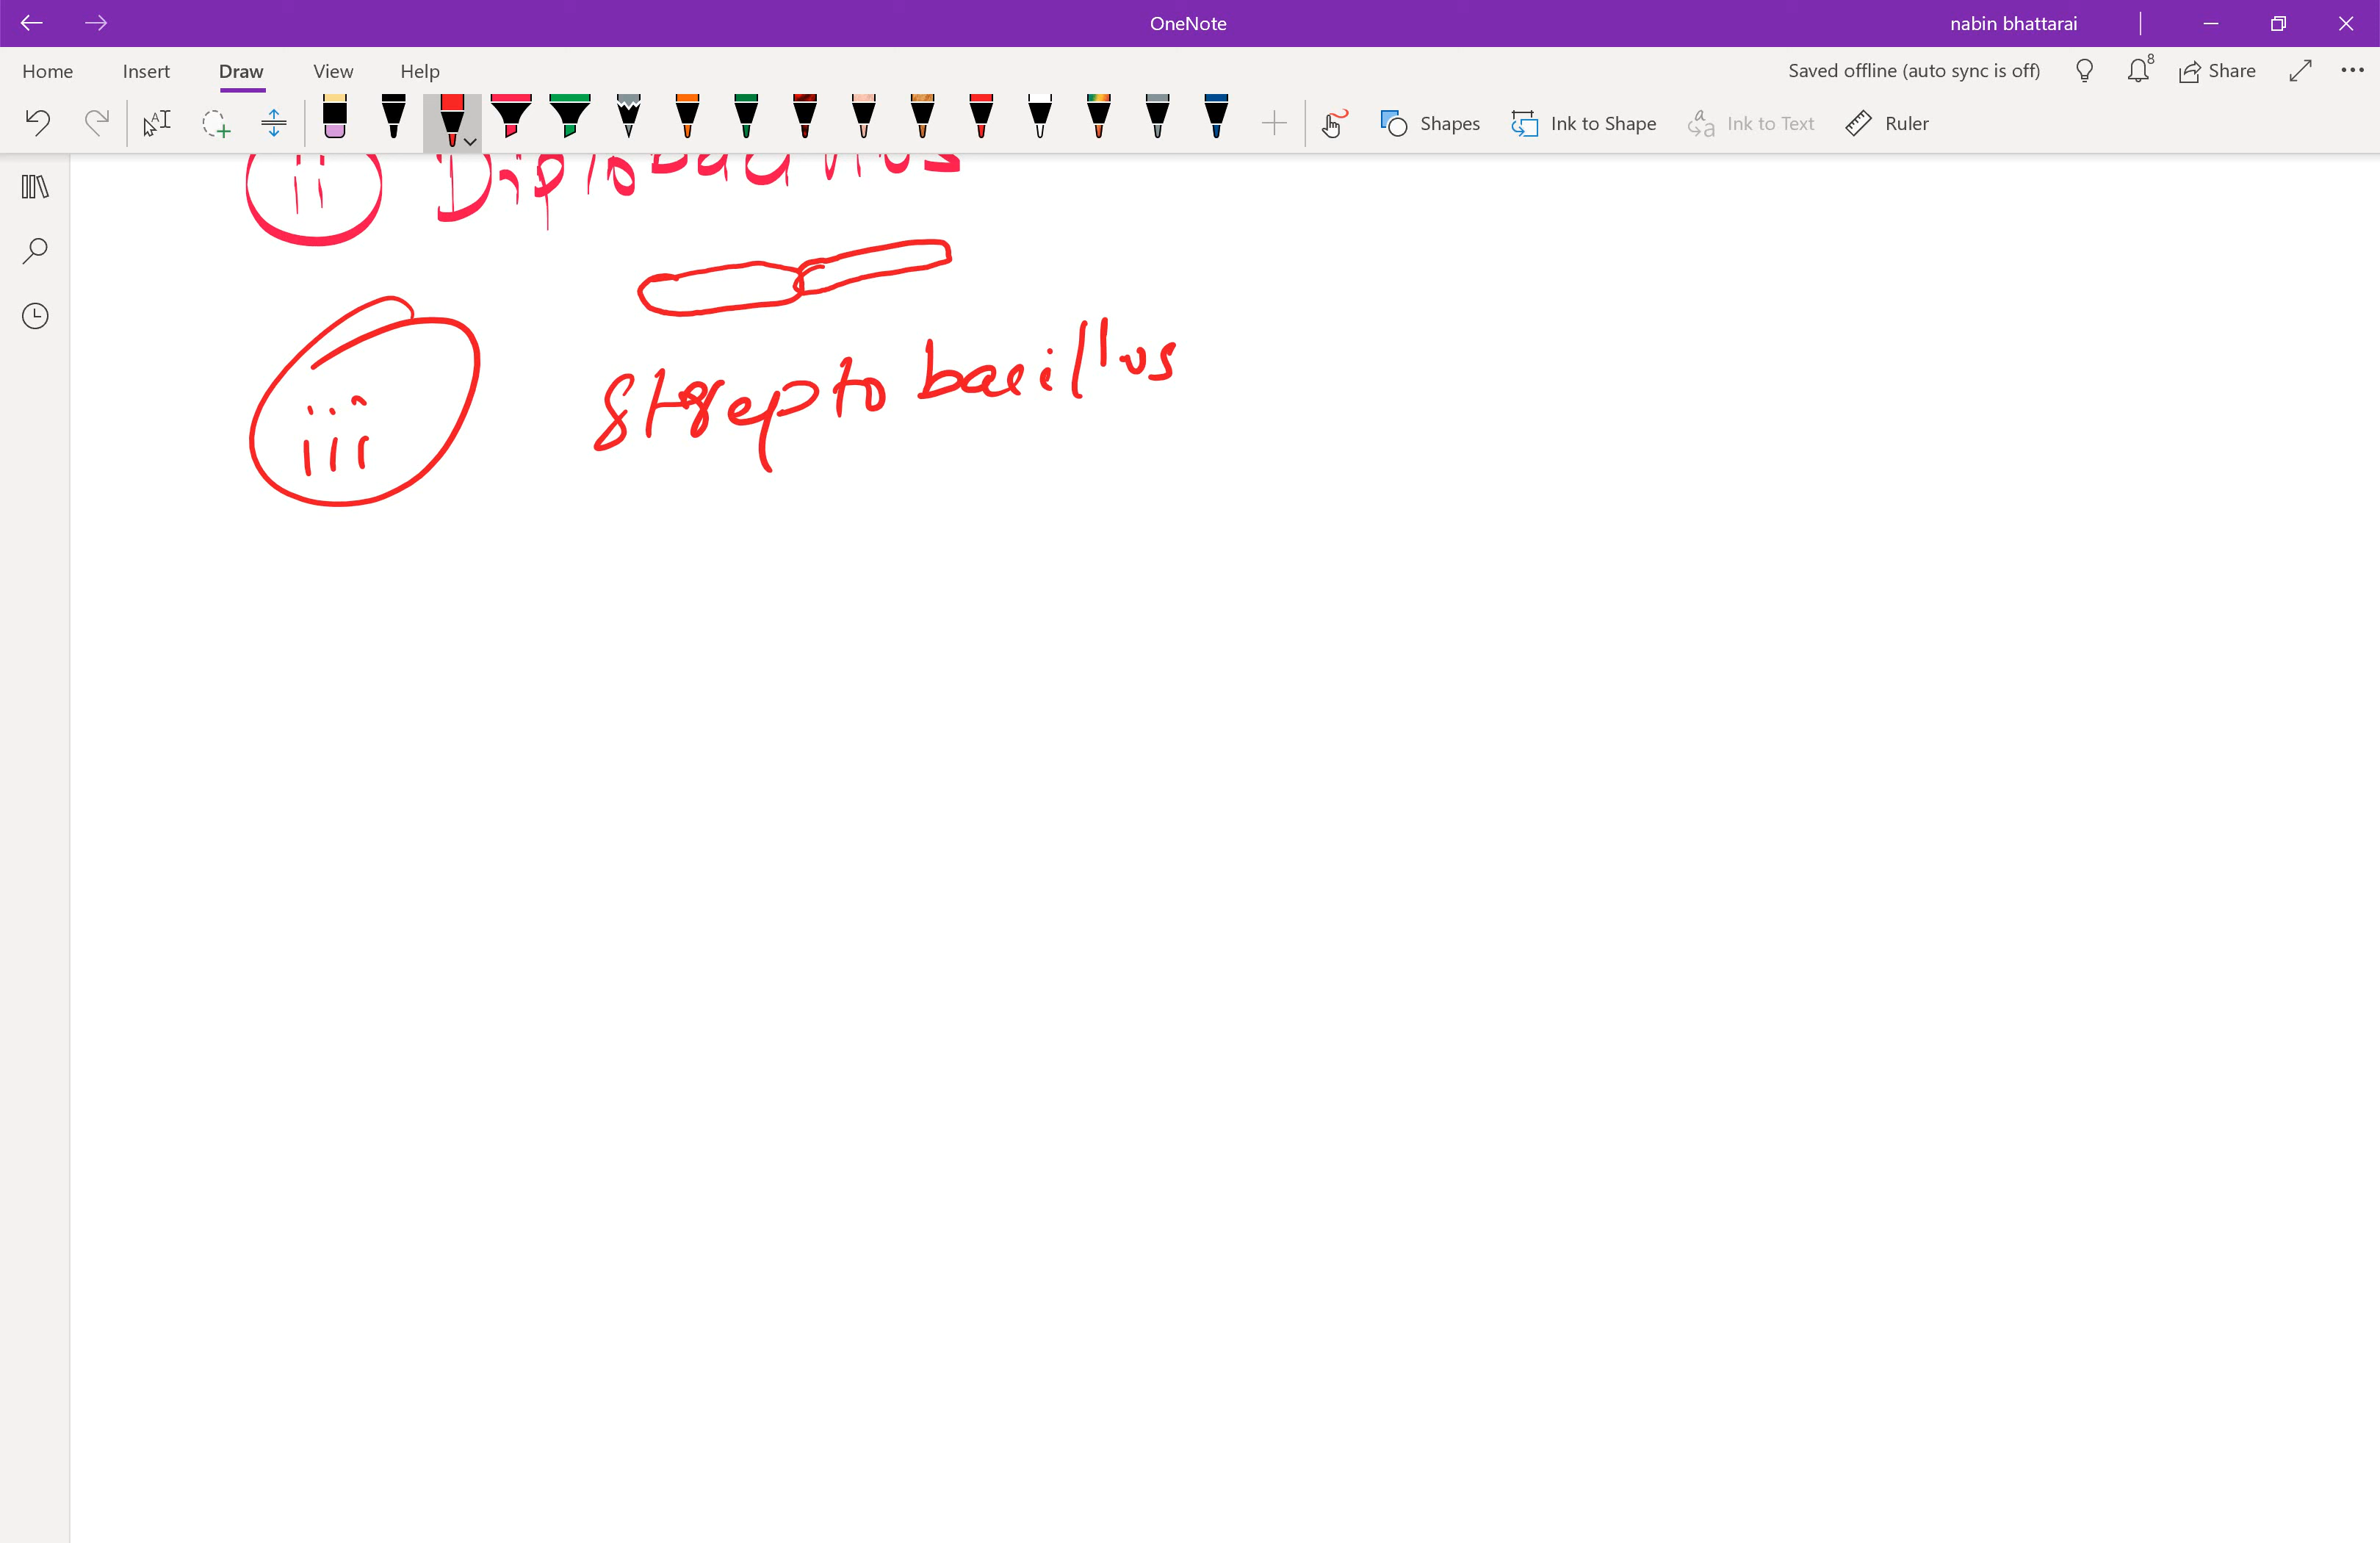 OneNote
nabin bhattarai
Home Insert Draw View Help
Saved offline (auto sync is off)
8
Share
Shapes
Ink to Shape
Ink to Text
Ruler
ii Diplobacillus
iii Streptobacillus